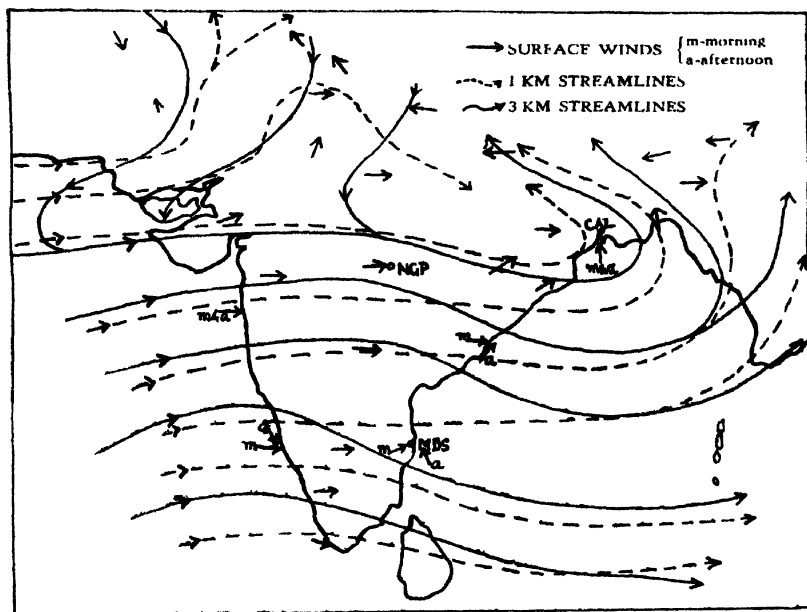 SURFACE WINDS { m-morning
a-afternoon
1 KM STREAMLINES
3 KM STREAMLINES
CAL
m&a
NGP
m&a
m
a
a
m
m
MDS
a